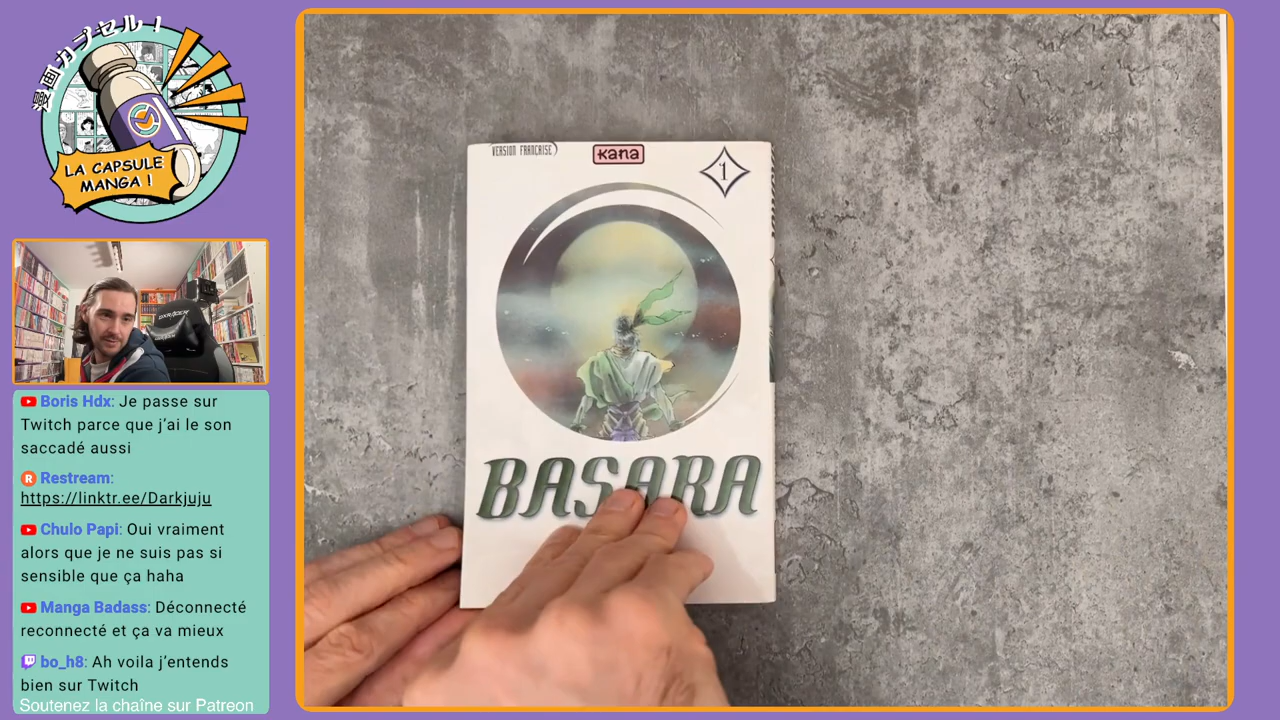 漫画カプセル！
LA CAPSULE
MANGA !
VERSION FRANÇAISE
kana
1
BASARA
DXRACER
Boris Hdx: Je passe sur
Twitch parce que j'ai le son
saccadé aussi
Restream:
https://linktr.ee/Darkjuju
Chulo Papi: Oui vraiment
alors que je ne suis pas si
sensible que ça haha
Manga Badass: Déconnecté
reconnecté et ça va mieux
bo_h8: Ah voila j'entends
bien sur Twitch
Soutenez la chaîne sur Patreon